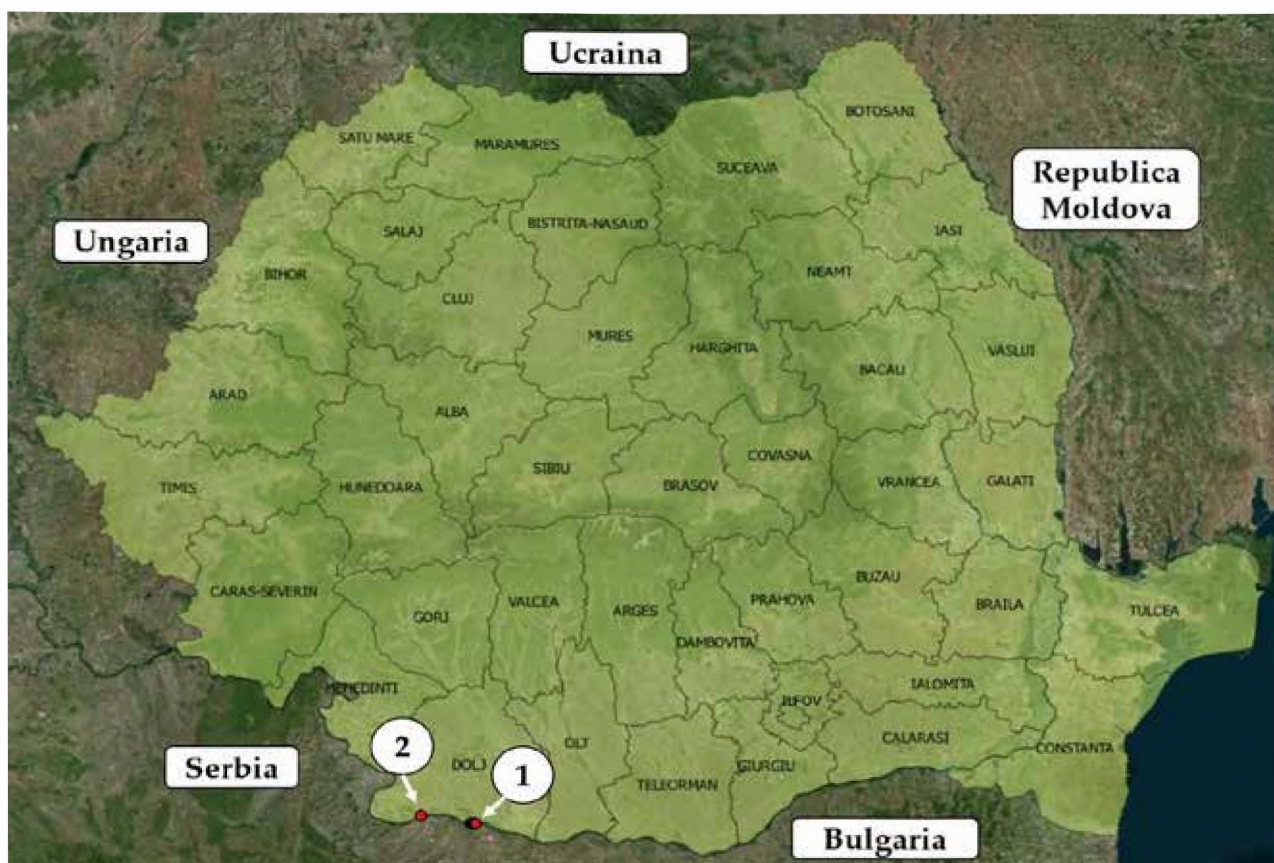 Ucraina
BOTOSANI
SATU MARE
MARAMURES
SUCEAVA
Republica
Moldova
Ungaria
SALAJ
BISTRITA-NASAUD
IASI
BIHOR
NEAMT
CLUJ
MURES
HARGHITA
VASLUI
BACAU
ARAD
ALBA
COVASNA
SIBIU
BRASOV
VRANCEA
GALATI
TIMIS
HUNEDOARA
BUZAU
CARAS-SEVERIN
VALCEA
PRAHOVA
BRAILA
TULCEA
GORJ
ARGES
DAMBOVITA
IALOMITA
MEHEDINTI
ILFOV
CALARASI
OLT
CONSTANTA
2
DOLJ
1
Serbia
GIURGIU
TELEORMAN
Bulgaria